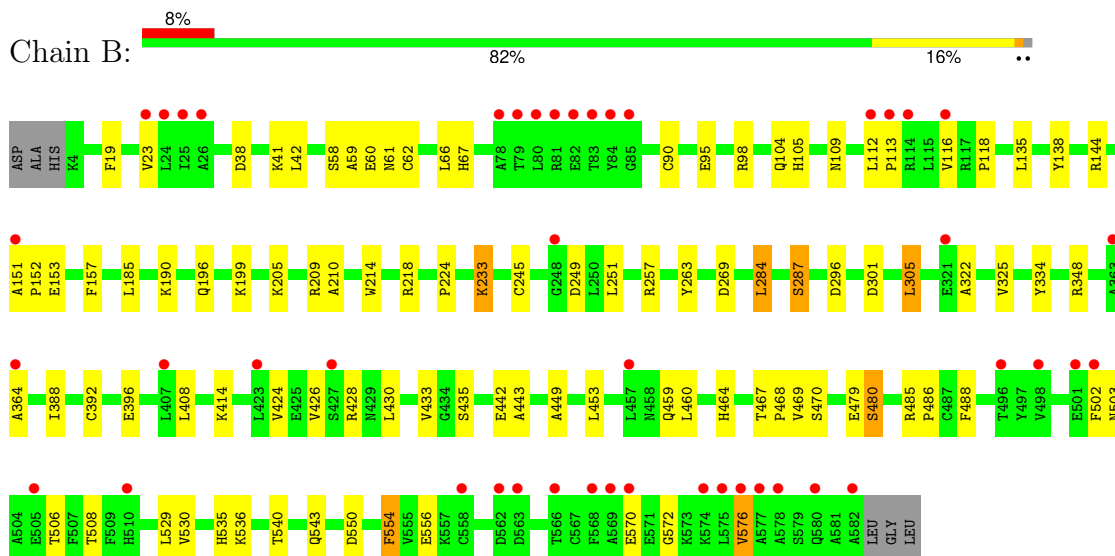 8%
Chain B:
82%
16%
ASP ALA HIS K4 F19 V23 L24 I25 A26 D38 K41 L42 S58 A59 E60 N61 C62 L66 H67 A78 T79 L80 R81 E82 T83 Y84 G85 C90 E95 R98 Q104 H105 N109 L112 P113 R114 L115 V116 R117 P118 L135 Y138 R144
A151 P152 E153 F157 L185 K190 Q196 K199 K205 R209 A210 W214 R218 P224 K233 C245 G248 D249 L250 L251 R257 Y263 D269 L284 S287 D296 D301 L305 E321 A322 V325 Y334 R348 A363
A364 I388 C392 E396 L407 L408 K414 L423 V424 E425 V426 S427 R428 N429 L430 V433 G434 S435 E442 A443 A449 L453 L457 N458 Q459 L460 H464 T467 P468 V469 S470 E479 S480 R485 P486 C487 F488 T496 Y497 V498 E501 F502 N503
A504 E505 T506 F507 T508 F509 H510 L529 V530 H535 K536 T540 Q543 D550 F554 V555 E556 K557 C558 D562 D563 T566 C567 F568 A569 E570 E571 G572 K573 K574 L575 V576 A577 A578 S579 Q580 A581 A582 LEU GLY LEU